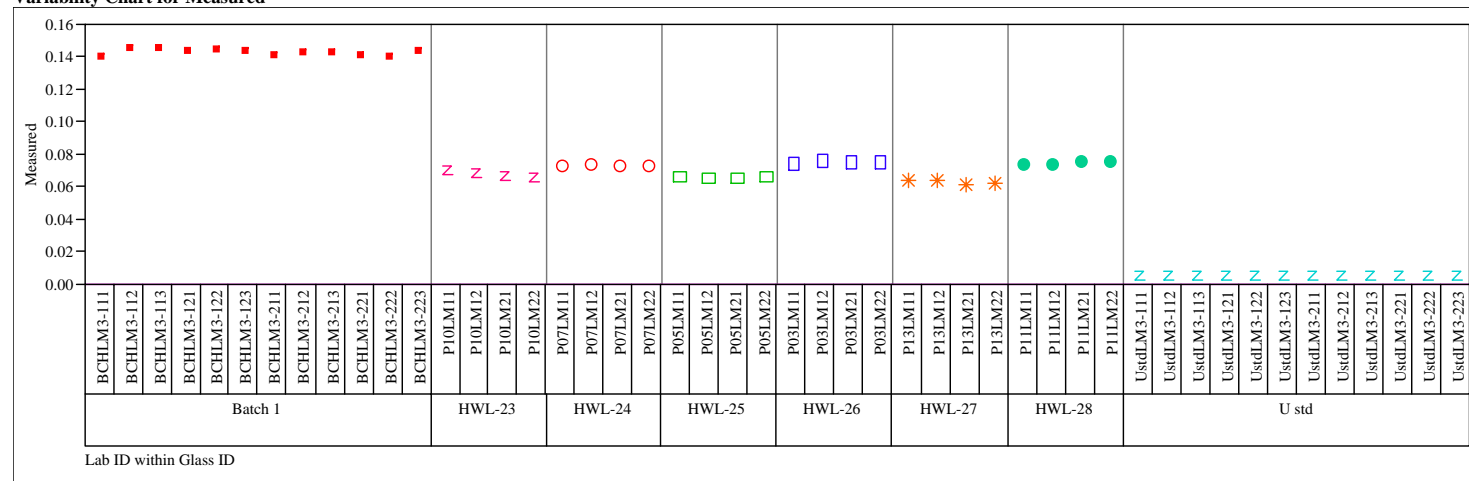 Variability Chart for Measured
Measured
0.16
0.14
0.12
0.10
0.08
0.06
0.04
0.02
0.00
BCHLM3-111
BCHLM3-112
BCHLM3-113
BCHLM3-121
BCHLM3-122
BCHLM3-123
BCHLM3-211
BCHLM3-212
BCHLM3-213
BCHLM3-221
BCHLM3-222
BCHLM3-223
P10LM11
P10LM12
P10LM21
P10LM22
P07LM11
P07LM12
P07LM21
P07LM22
P05LM11
P05LM12
P05LM21
P05LM22
P03LM11
P03LM12
P03LM21
P03LM22
P13LM11
P13LM12
P13LM21
P13LM22
P11LM11
P11LM12
P11LM21
P11LM22
UstdLM3-111
UstdLM3-112
UstdLM3-113
UstdLM3-121
UstdLM3-122
UstdLM3-123
UstdLM3-211
UstdLM3-212
UstdLM3-213
UstdLM3-221
UstdLM3-222
UstdLM3-223
Batch 1 HWL-23 HWL-24 HWL-25 HWL-26 HWL-27 HWL-28 U std
Lab ID within Glass ID